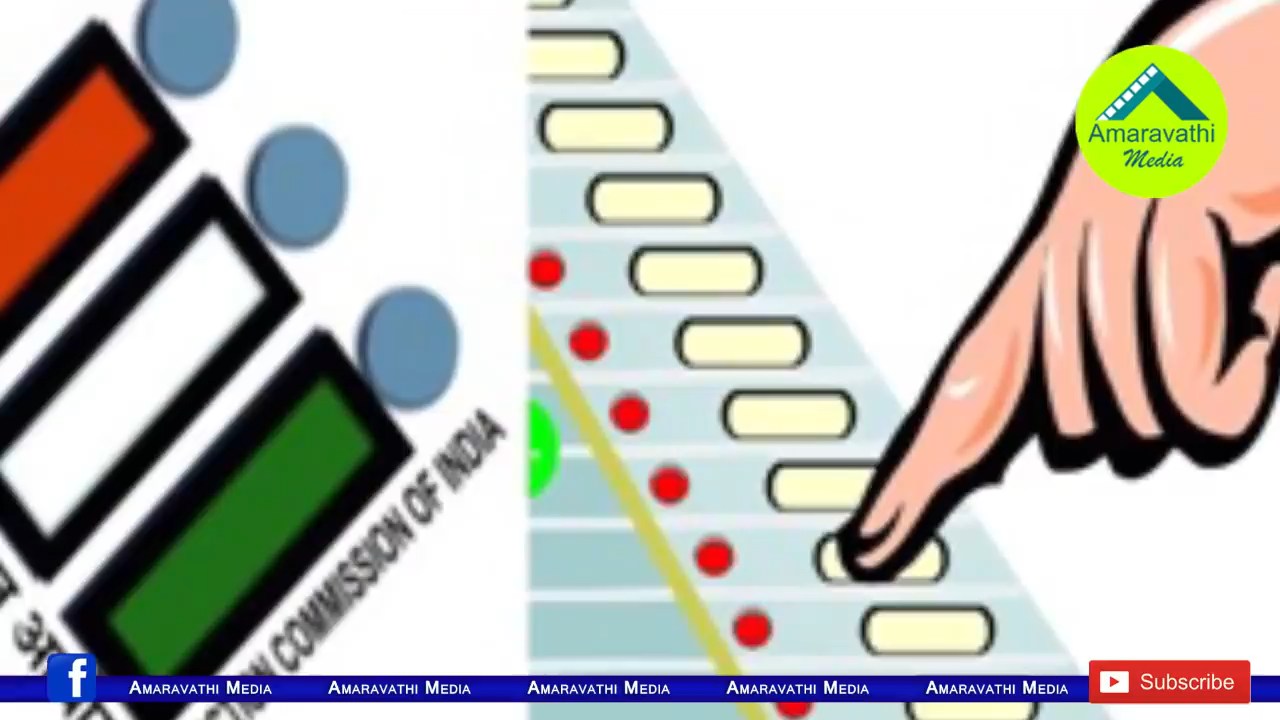 Amaravathi
Media
COMMISSION OF INDIA
f
AMARAVATHI MEDIA AMARAVATHI MEDIA AMARAVATHI MEDIA AMARAVATHI MEDIA AMARAVATHI MEDIA
Subscribe